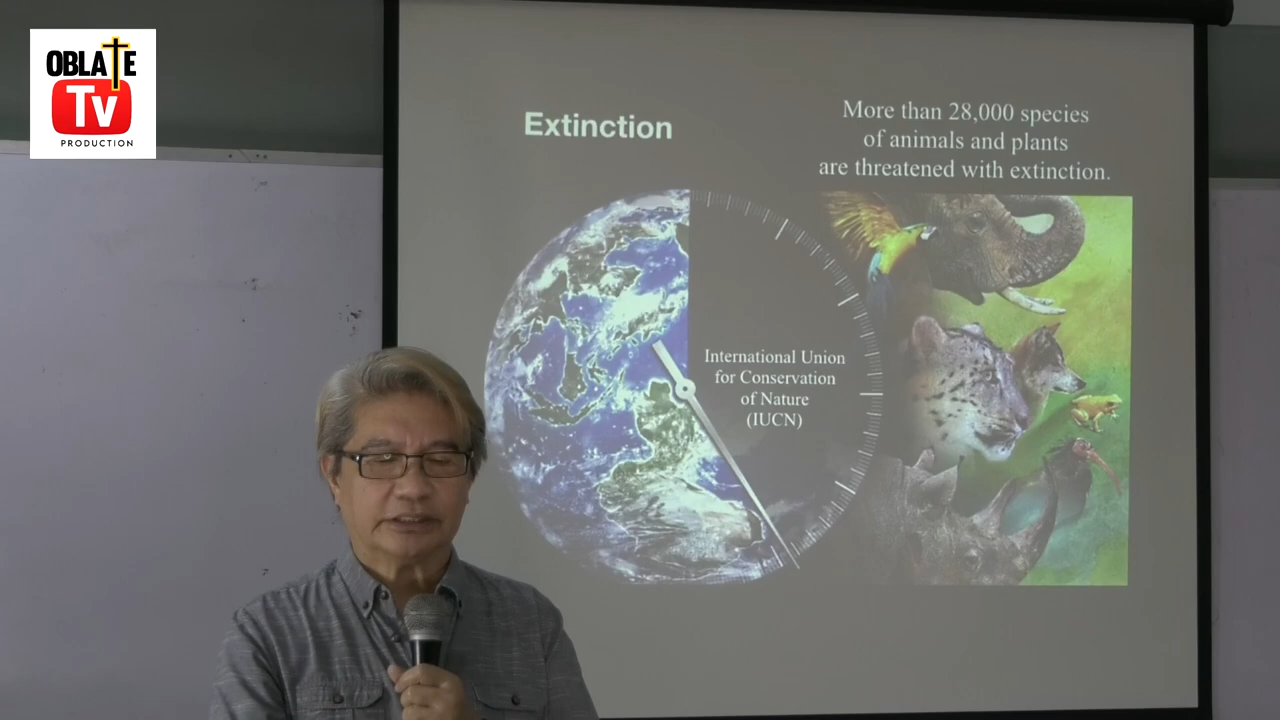 OBLATE
TV
PRODUCTION
Extinction
More than 28,000 species
of animals and plants
are threatened with extinction.
International Union
for Conservation
of Nature
(IUCN)